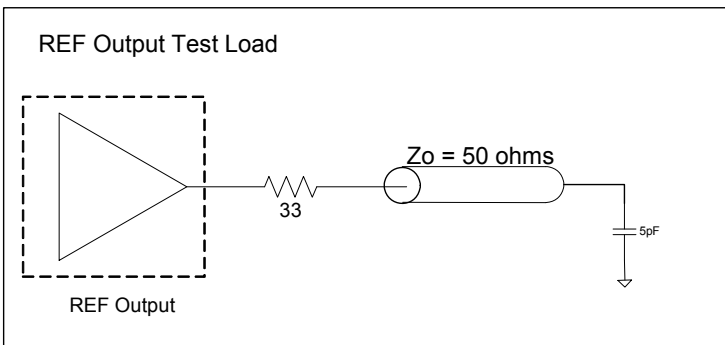 REF Output Test Load
Zo = 50 ohms
33
5pF
REF Output